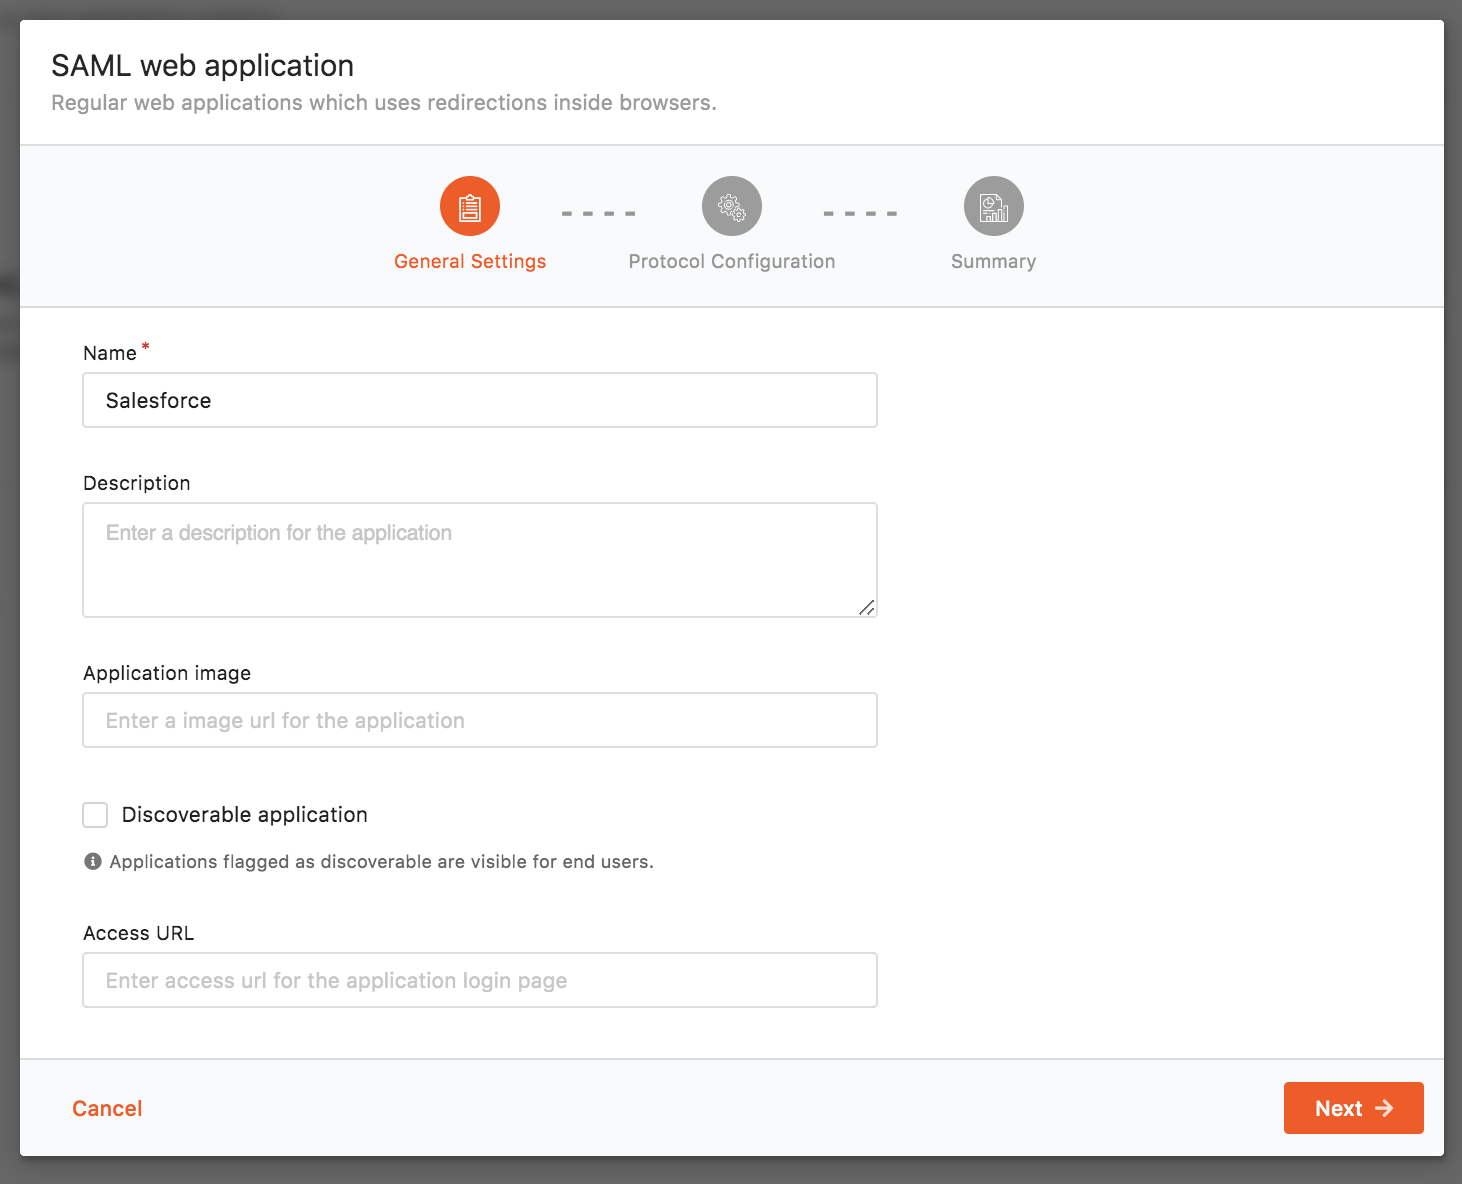 SAML web application
Regular web applications which uses redirections inside browsers.
General Settings
Protocol Configuration
Summary
Name *
Salesforce
Description
Enter a description for the application
Application image
Enter a image url for the application
Discoverable application
Applications flagged as discoverable are visible for end users.
Access URL
Enter access url for the application login page
Cancel
Next